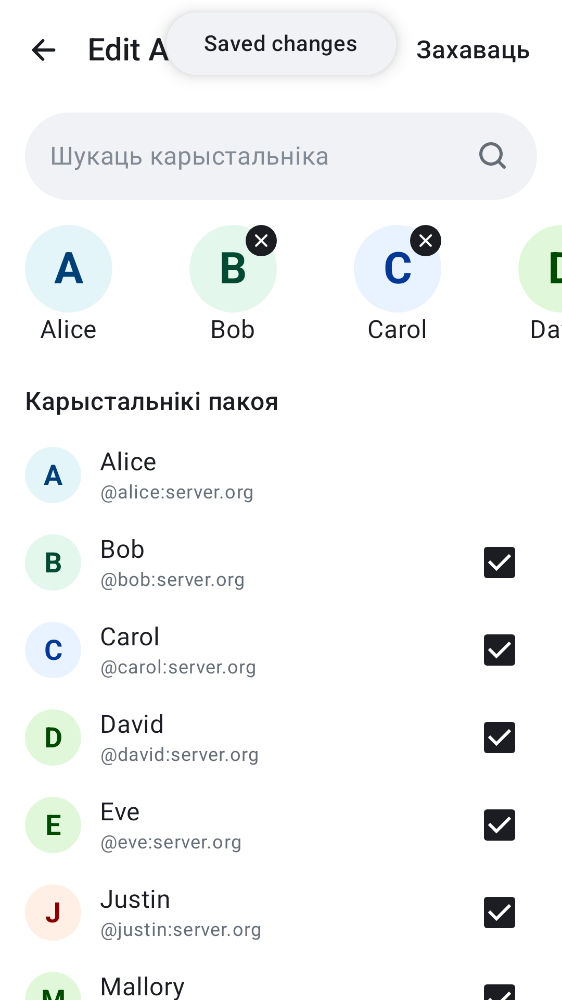 Edit A
Saved changes
Захаваць
Шукаць карыстальніка
A
B
C
D
Alice
Bob
Carol
Da
Карыстальнікі пакоя
A
Alice
@alice:server.org
B
Bob
@bob:server.org
C
Carol
@carol:server.org
D
David
@david:server.org
E
Eve
@eve:server.org
J
Justin
@justin:server.org
M
Mallory